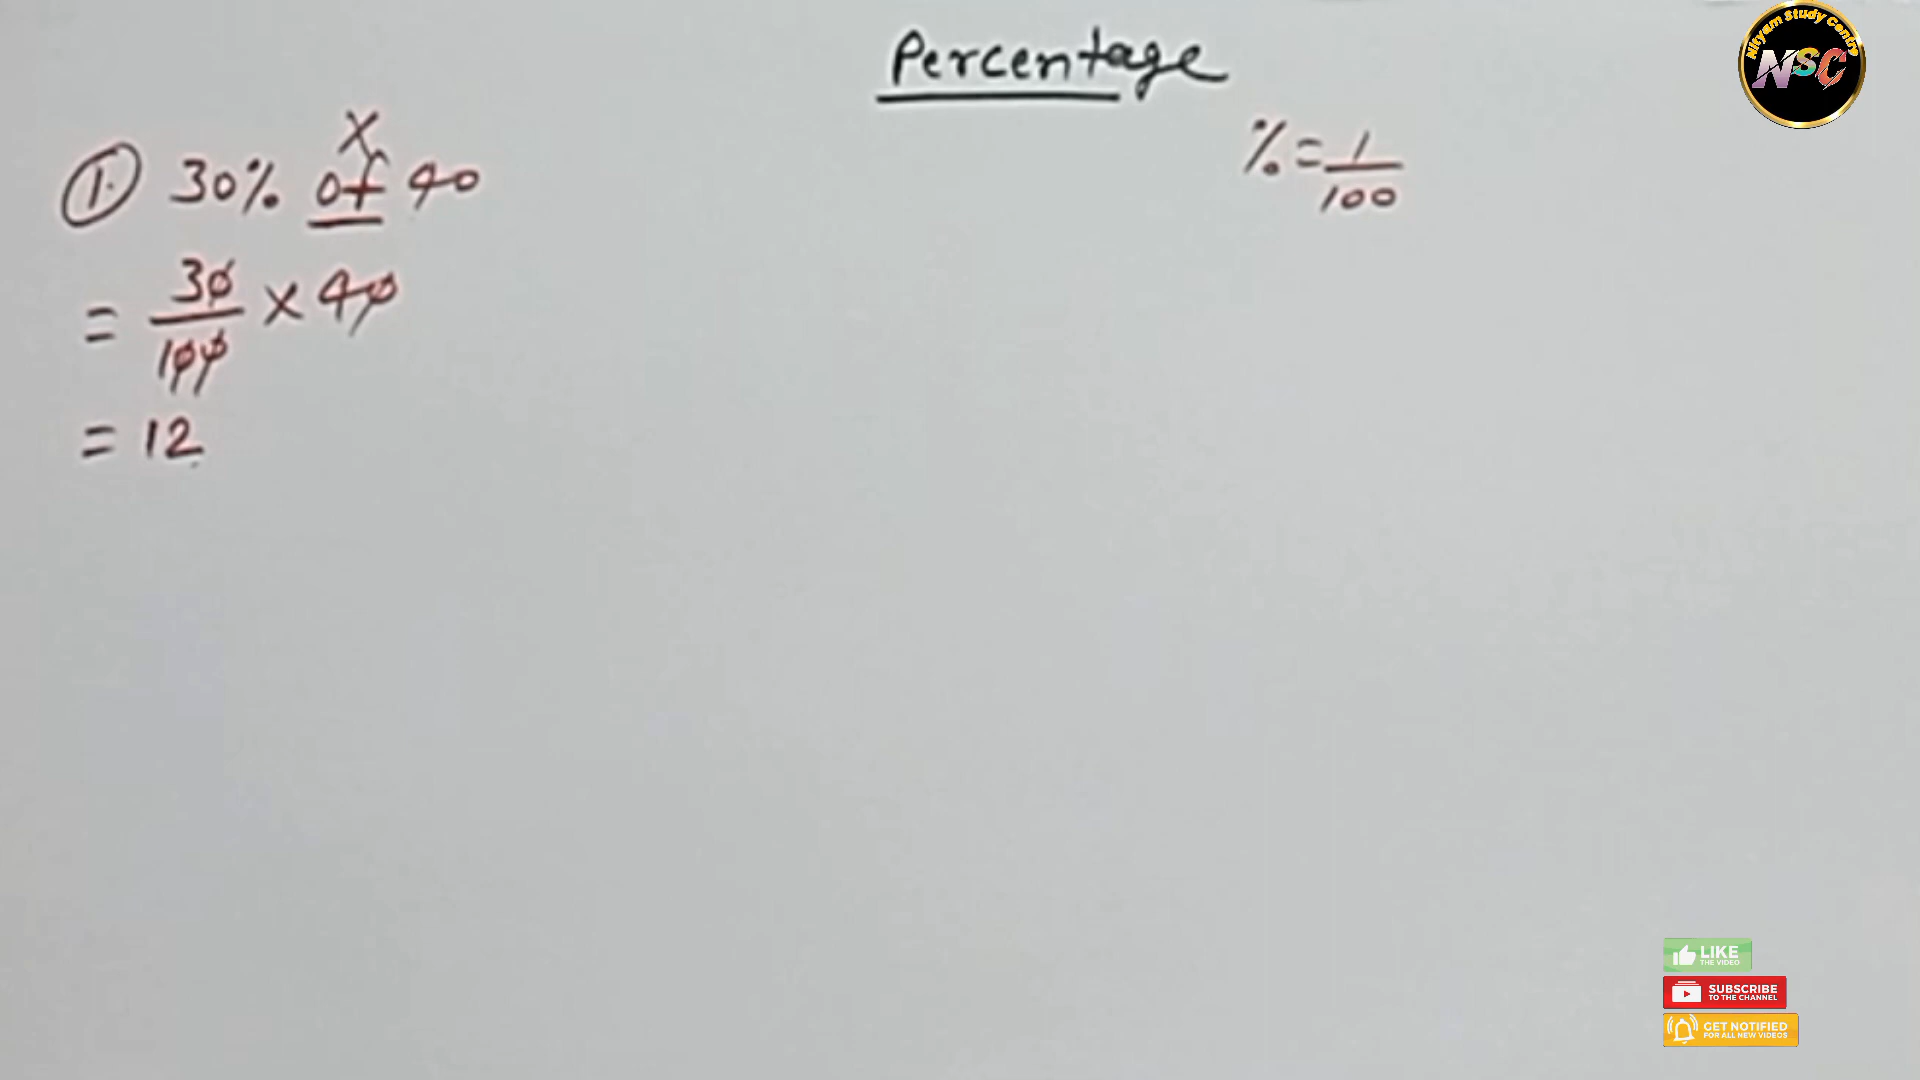 Percentage
Nityam Study Centre
NSC
% = 1/100
① 30% of 40
×
= 30/100 × 40
= 12
LIKE
THE VIDEO
SUBSCRIBE
TO THE CHANNEL
GET NOTIFIED
FOR ALL NEW VIDEOS